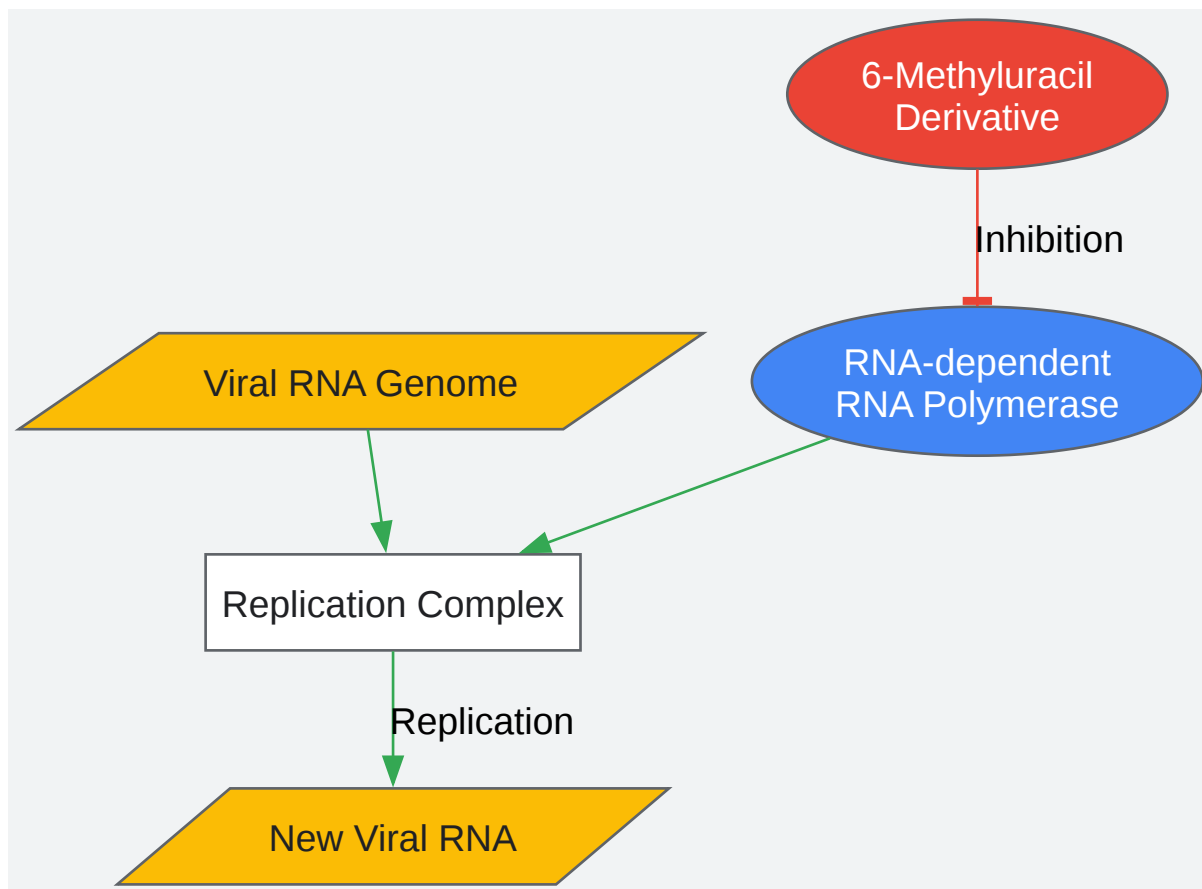 6-Methyluracil
Derivative
Inhibition
Viral RNA Genome
RNA-dependent
RNA Polymerase
Replication Complex
Replication
New Viral RNA